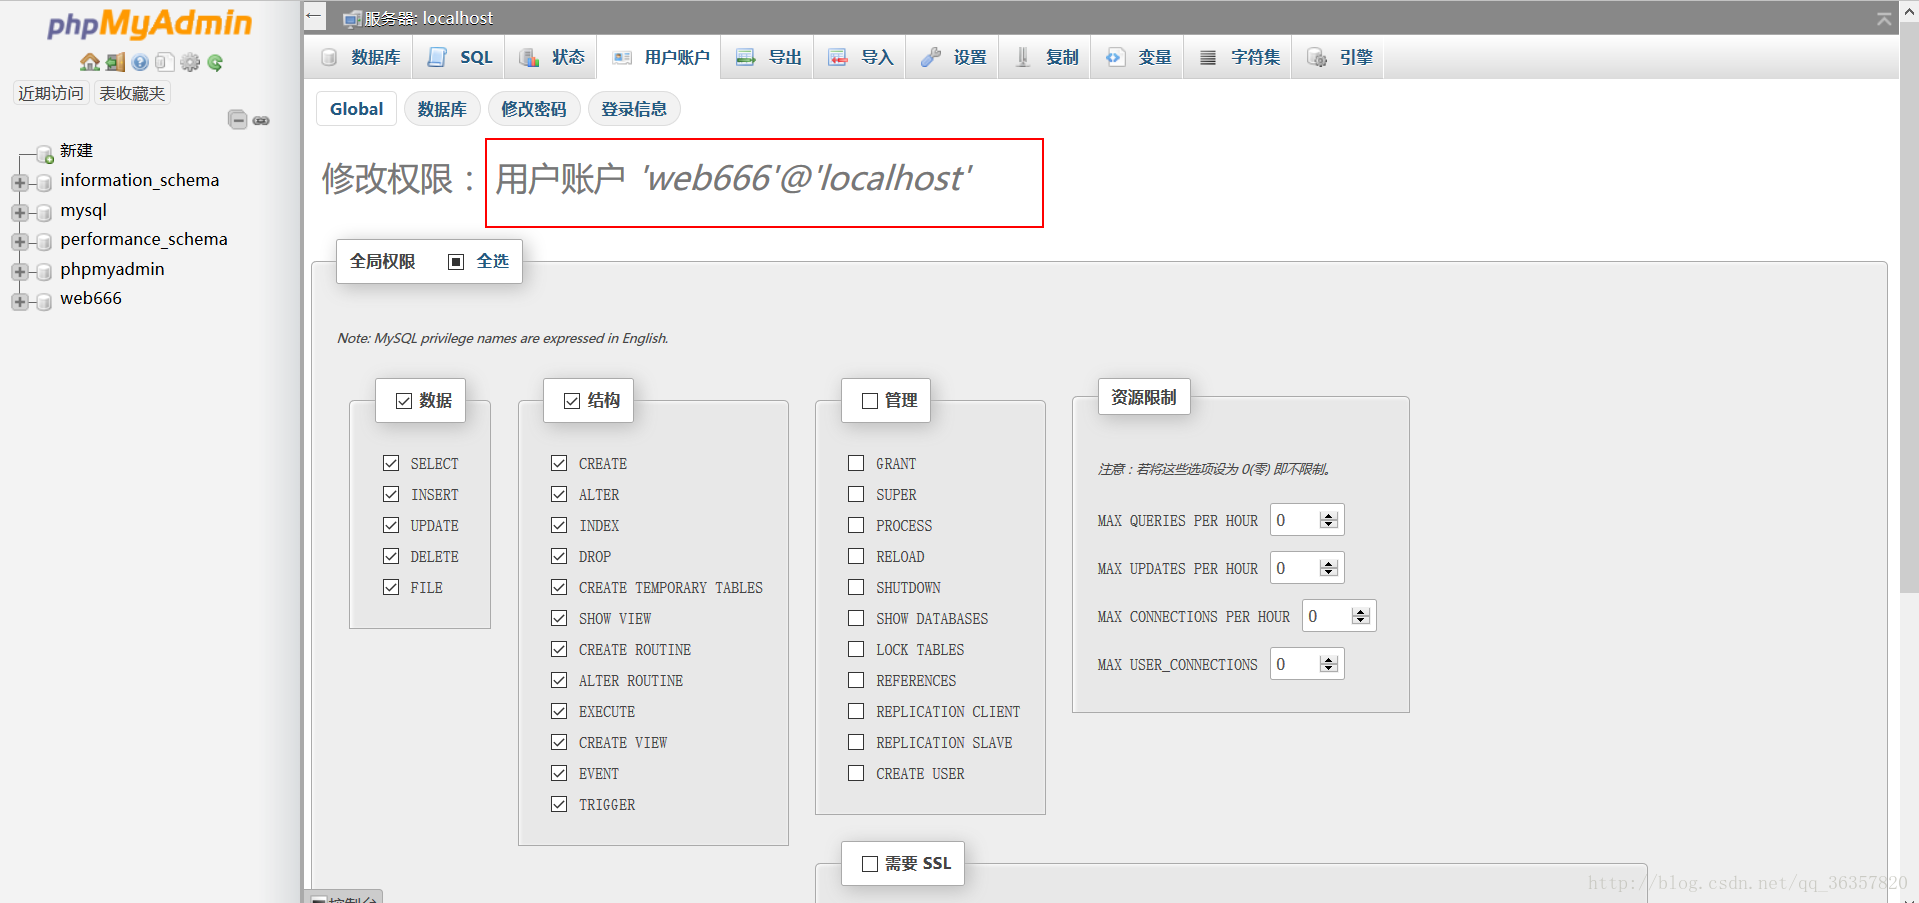 phpMyAdmin
近期访问 表收藏夹
新建
information_schema
mysql
performance_schema
phpmyadmin
web666
服务器: localhost
数据库 SQL 状态 用户账户 导出 导入 设置 复制 变量 字符集 引擎
Global 数据库 修改密码 登录信息
修改权限： 用户账户 'web666'@'localhost'
全局权限 全选
Note: MySQL privilege names are expressed in English.
数据
SELECT
INSERT
UPDATE
DELETE
FILE
结构
CREATE
ALTER
INDEX
DROP
CREATE TEMPORARY TABLES
SHOW VIEW
CREATE ROUTINE
ALTER ROUTINE
EXECUTE
CREATE VIEW
EVENT
TRIGGER
管理
GRANT
SUPER
PROCESS
RELOAD
SHUTDOWN
SHOW DATABASES
LOCK TABLES
REFERENCES
REPLICATION CLIENT
REPLICATION SLAVE
CREATE USER
资源限制
注意：若将这些选项设为 0(零) 即不限制。
MAX QUERIES PER HOUR 0
MAX UPDATES PER HOUR 0
MAX CONNECTIONS PER HOUR 0
MAX USER_CONNECTIONS 0
需要 SSL
控制台
http://blog.csdn.net/qq_36357820